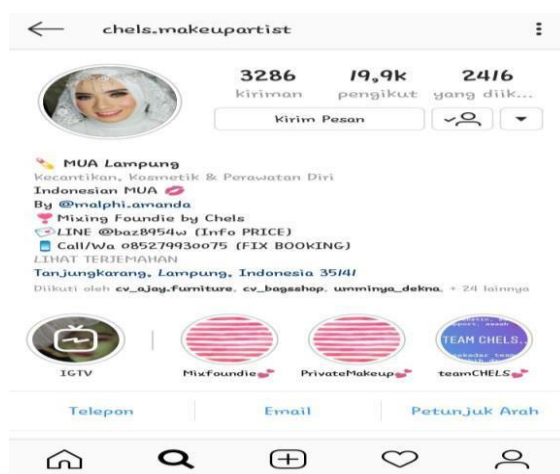 chels.makeupartist
3286 19,9k 2416
kiriman pengikut yang diik...
Kirim Pesan
MUA Lampung
Kecantikan, Kosmetik & Perawatan Diri
Indonesian MUA
By @malphi.amanda
Mixing Foundie by Chels
LINE @baz8954w (Info PRICE)
Call/Wa 085279930075 (FIX BOOKING)
LIHAT TERJEMAHAN
Tanjungkarang, Lampung, Indonesia 35141
Diikuti oleh cv_ajay.furniture, cv_bagsshop, umminya_dekna, + 24 lainnya
TEAM CHELS..
IGTV Mixfoundie PrivateMakeup teamCHELS
Telepon Email Petunjuk Arah